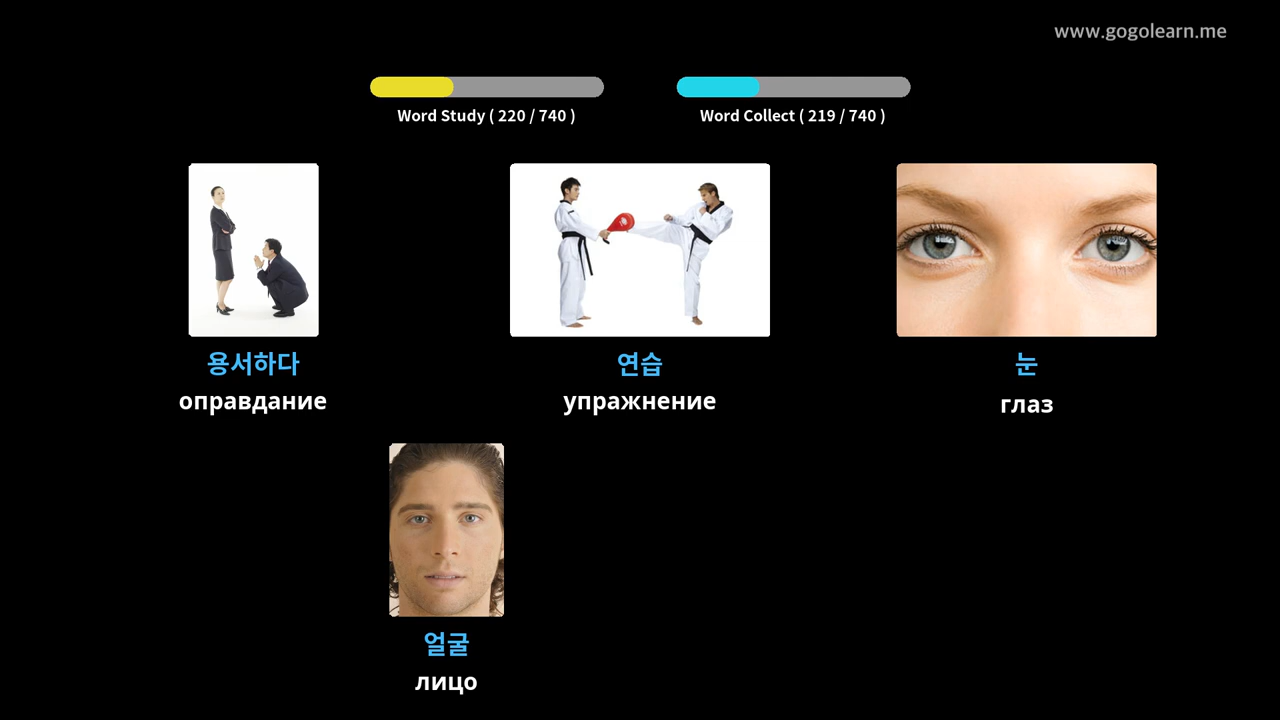 www.gogolearn.me
Word Study ( 220 / 740 )
Word Collect ( 219 / 740 )
용서하다
оправдание
연습
упражнение
눈
глаз
얼굴
лицо